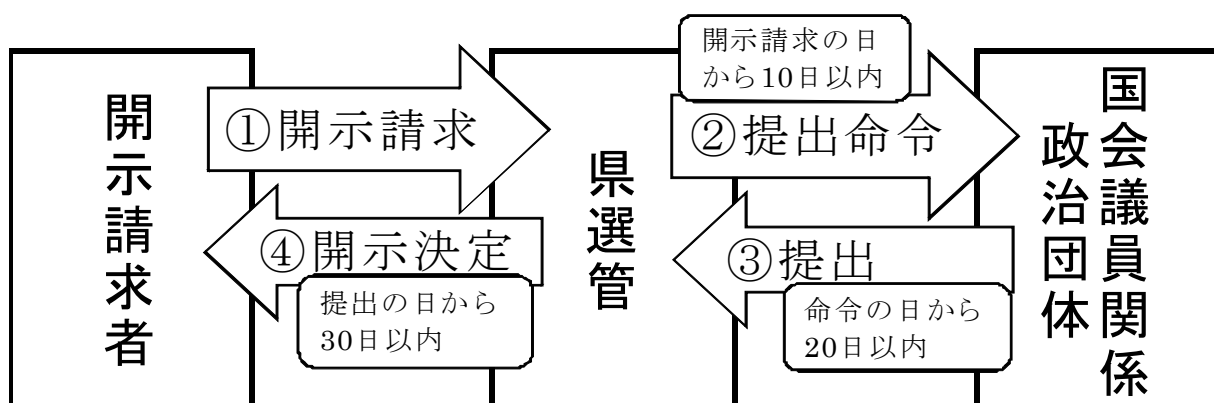 開示請求者
①開示請求
④開示決定
提出の日から
30日以内
県選管
開示請求の日
から10日以内
②提出命令
③提出
命令の日から
20日以内
国会議員関係
政治団体